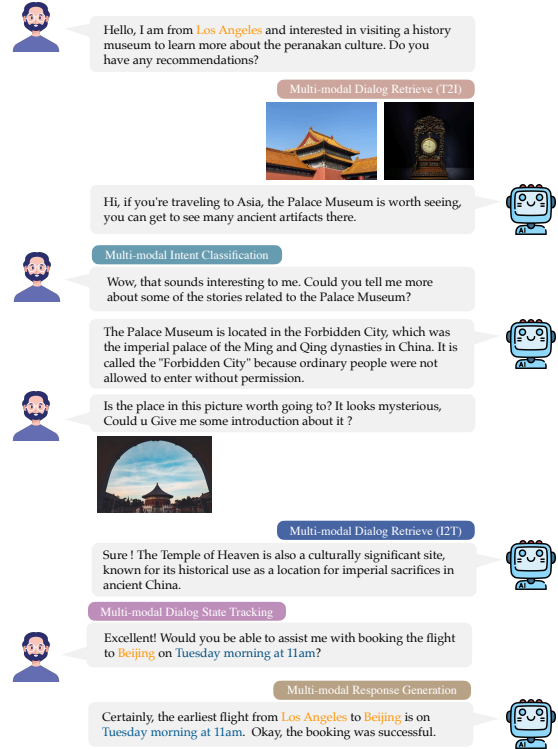 Hello, I am from Los Angeles and interested in visiting a history
museum to learn more about the peranakan culture. Do you
have any recommendations?
Multi-modal Dialog Retrieve (T2I)
Hi, if you're traveling to Asia, the Palace Museum is worth seeing,
you can get to see many ancient artifacts there.
AI
Multi-modal Intent Classification
Wow, that sounds interesting to me. Could you tell me more
about some of the stories related to the Palace Museum?
The Palace Museum is located in the Forbidden City, which was
the imperial palace of the Ming and Qing dynasties in China. It is
called the "Forbidden City" because ordinary people were not
allowed to enter without permission.
AI
Is the place in this picture worth going to? It looks mysterious,
Could u Give me some introduction about it ?
Multi-modal Dialog Retrieve (I2T)
Sure ! The Temple of Heaven is also a culturally significant site,
known for its historical use as a location for imperial sacrifices in
ancient China.
AI
Multi-modal Dialog State Tracking
Excellent! Would you be able to assist me with booking the flight
to Beijing on Tuesday morning at 11am?
Multi-modal Response Generation
Certainly, the earliest flight from Los Angeles to Beijing is on
Tuesday morning at 11am. Okay, the booking was successful.
AI